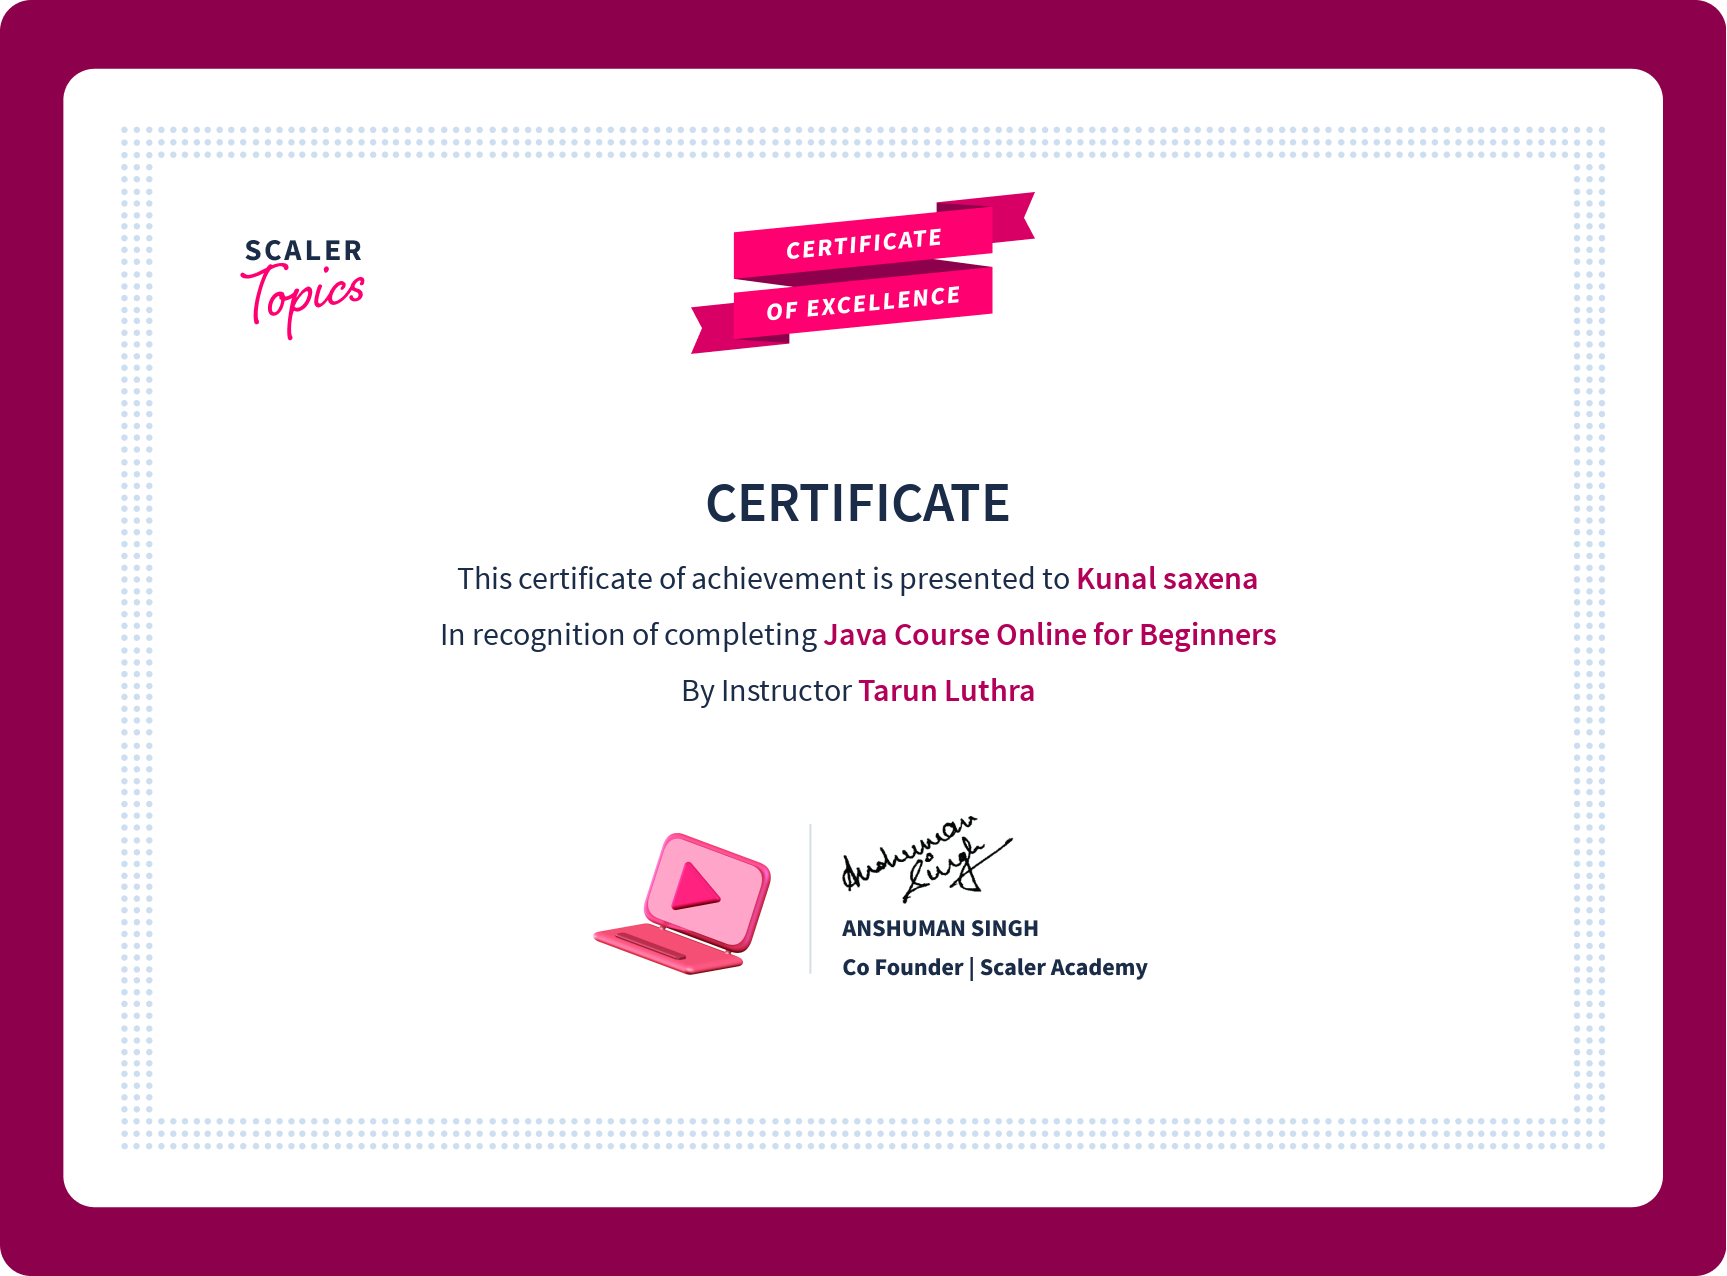 SCALER
Topics
CERTIFICATE
OF EXCELLENCE
CERTIFICATE
This certificate of achievement is presented to Kunal saxena
In recognition of completing Java Course Online for Beginners
By Instructor Tarun Luthra
Anshuman
Singh
ANSHUMAN SINGH
Co Founder | Scaler Academy